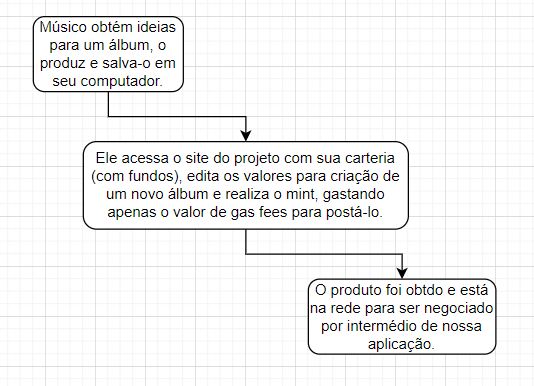 Músico obtém ideias
para um álbum, o
produz e salva-o em
seu computador.
Ele acessa o site do projeto com sua carteria
(com fundos), edita os valores para criação de
um novo álbum e realiza o mint, gastando
apenas o valor de gas fees para postá-lo.
O produto foi obtdo e está
na rede para ser negociado
por intermédio de nossa
aplicação.